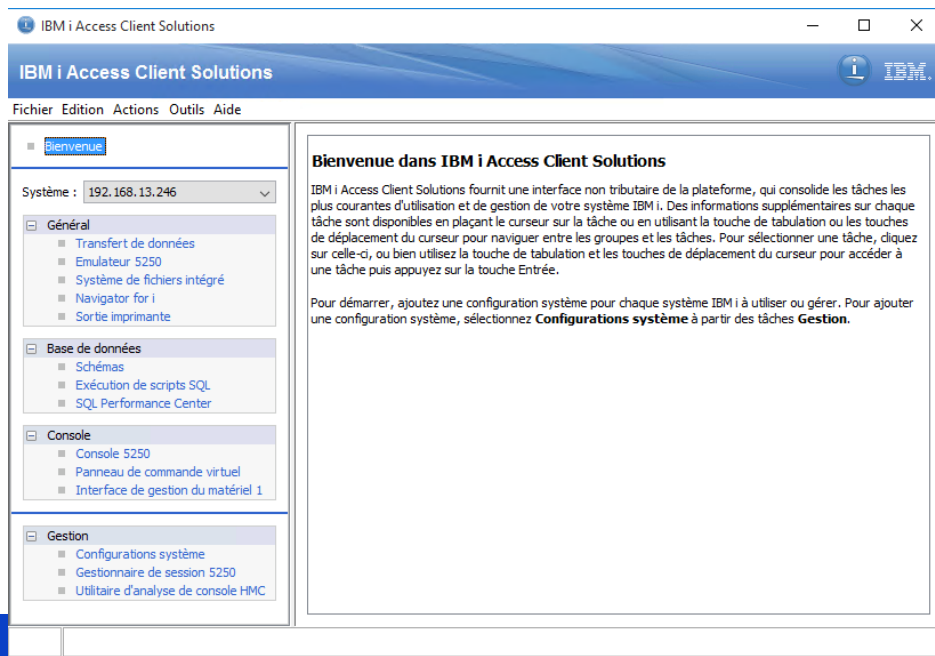 IBM i Access Client Solutions
IBM i Access Client Solutions
IBM.
Fichier Edition Actions Outils Aide
Bienvenue
Système : 192.168.13.246
Général
Transfert de données
Emulateur 5250
Système de fichiers intégré
Navigator for i
Sortie imprimante
Base de données
Schémas
Exécution de scripts SQL
SQL Performance Center
Console
Console 5250
Panneau de commande virtuel
Interface de gestion du matériel 1
Gestion
Configurations système
Gestionnaire de session 5250
Utilitaire d'analyse de console HMC
Bienvenue dans IBM i Access Client Solutions
IBM i Access Client Solutions fournit une interface non tributaire de la plateforme, qui consolide les tâches les
plus courantes d'utilisation et de gestion de votre système IBM i. Des informations supplémentaires sur chaque
tâche sont disponibles en plaçant le curseur sur la tâche ou en utilisant la touche de tabulation ou les touches
de déplacement du curseur pour naviguer entre les groupes et les tâches. Pour sélectionner une tâche, cliquez
sur celle-ci, ou bien utilisez la touche de tabulation et les touches de déplacement du curseur pour accéder à
une tâche puis appuyez sur la touche Entrée.
Pour démarrer, ajoutez une configuration système pour chaque système IBM i à utiliser ou gérer. Pour ajouter
une configuration système, sélectionnez Configurations système à partir des tâches Gestion.